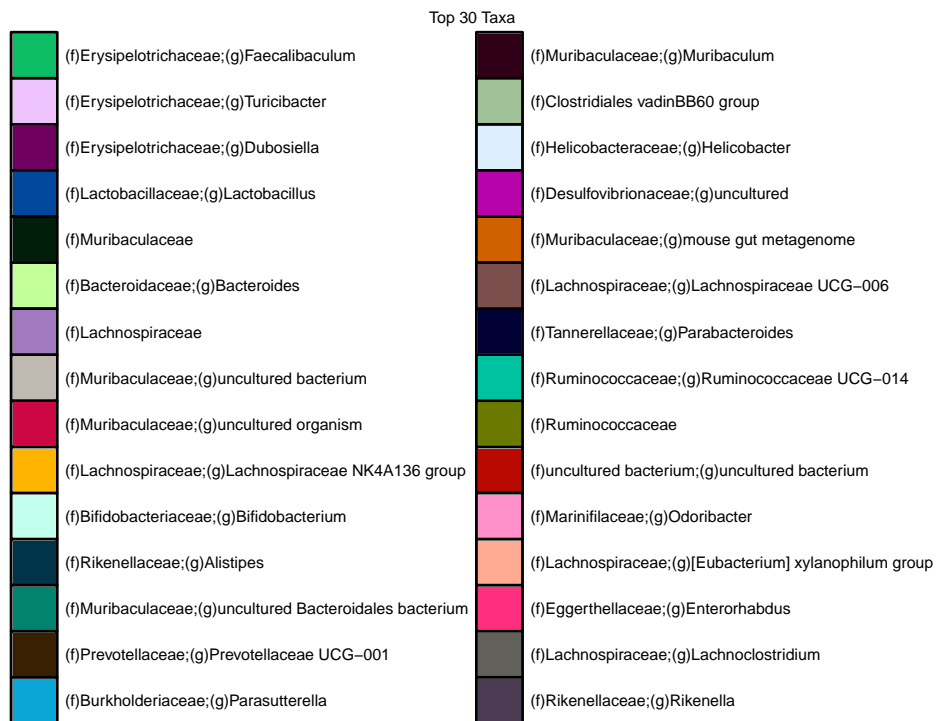 Top 30 Taxa
(f)Erysipelotrichaceae;(g)Faecalibaculum
(f)Erysipelotrichaceae;(g)Turicibacter
(f)Erysipelotrichaceae;(g)Dubosiella
(f)Lactobacillaceae;(g)Lactobacillus
(f)Muribaculaceae
(f)Bacteroidaceae;(g)Bacteroides
(f)Lachnospiraceae
(f)Muribaculaceae;(g)uncultured bacterium
(f)Muribaculaceae;(g)uncultured organism
(f)Lachnospiraceae;(g)Lachnospiraceae NK4A136 group
(f)Bifidobacteriaceae;(g)Bifidobacterium
(f)Rikenellaceae;(g)Alistipes
(f)Muribaculaceae;(g)uncultured Bacteroidales bacterium
(f)Prevotellaceae;(g)Prevotellaceae UCG−001
(f)Burkholderiaceae;(g)Parasutterella
(f)Muribaculaceae;(g)Muribaculum
(f)Clostridiales vadinBB60 group
(f)Helicobacteraceae;(g)Helicobacter
(f)Desulfovibrionaceae;(g)uncultured
(f)Muribaculaceae;(g)mouse gut metagenome
(f)Lachnospiraceae;(g)Lachnospiraceae UCG−006
(f)Tannerellaceae;(g)Parabacteroides
(f)Ruminococcaceae;(g)Ruminococcaceae UCG−014
(f)Ruminococcaceae
(f)uncultured bacterium;(g)uncultured bacterium
(f)Marinifilaceae;(g)Odoribacter
(f)Lachnospiraceae;(g)[Eubacterium] xylanophilum group
(f)Eggerthellaceae;(g)Enterorhabdus
(f)Lachnospiraceae;(g)Lachnoclostridium
(f)Rikenellaceae;(g)Rikenella